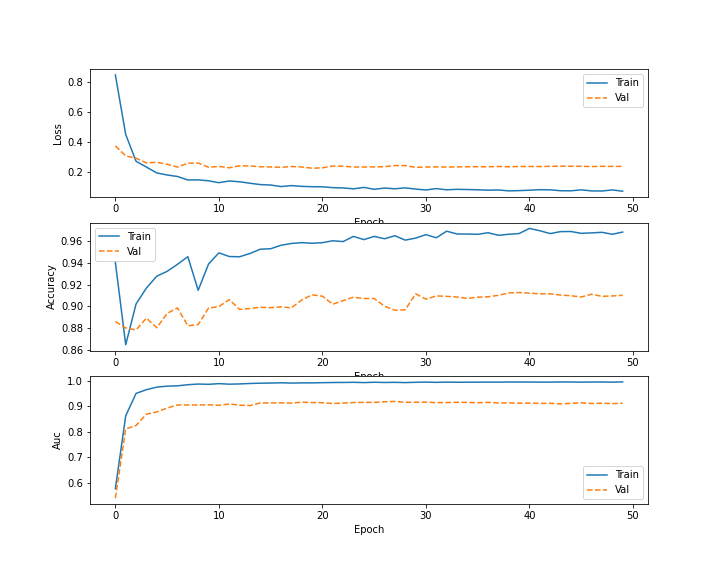 0.8
0.6
0.4
0.2
Loss
Train
Val
0 10 20 30 40 50
Epoch
0.96
0.94
0.92
0.90
0.88
0.86
Accuracy
Train
Val
0 10 20 30 40 50
Epoch
1.0
0.9
0.8
0.7
0.6
Auc
Train
Val
0 10 20 30 40 50
Epoch